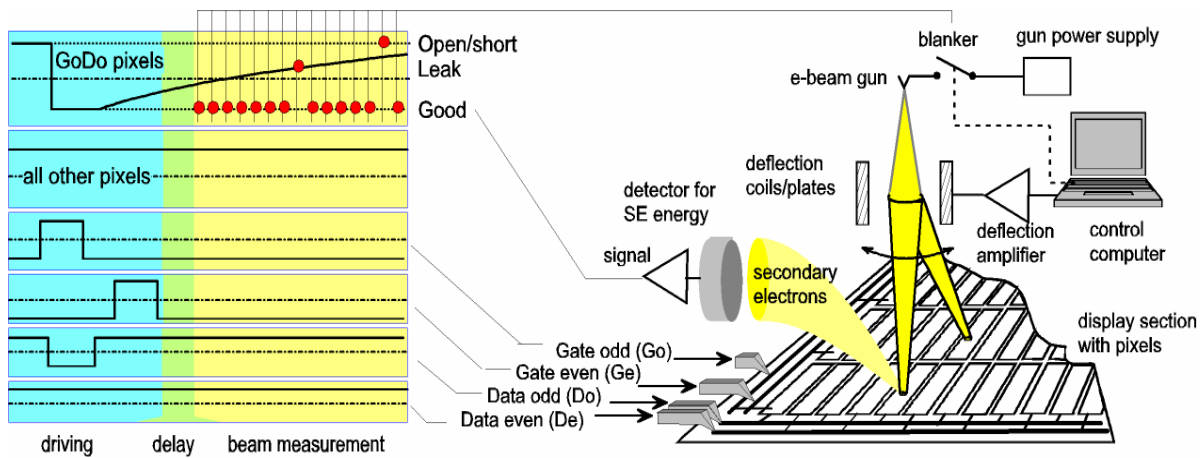 GoDo pixels
Open/short
Leak
Good
all other pixels
driving
delay
beam measurement
blanker
gun power supply
e-beam gun
deflection
coils/plates
detector for
SE energy
signal
secondary
electrons
deflection
amplifier
control
computer
display section
with pixels
Gate odd (Go)
Gate even (Ge)
Data odd (Do)
Data even (De)